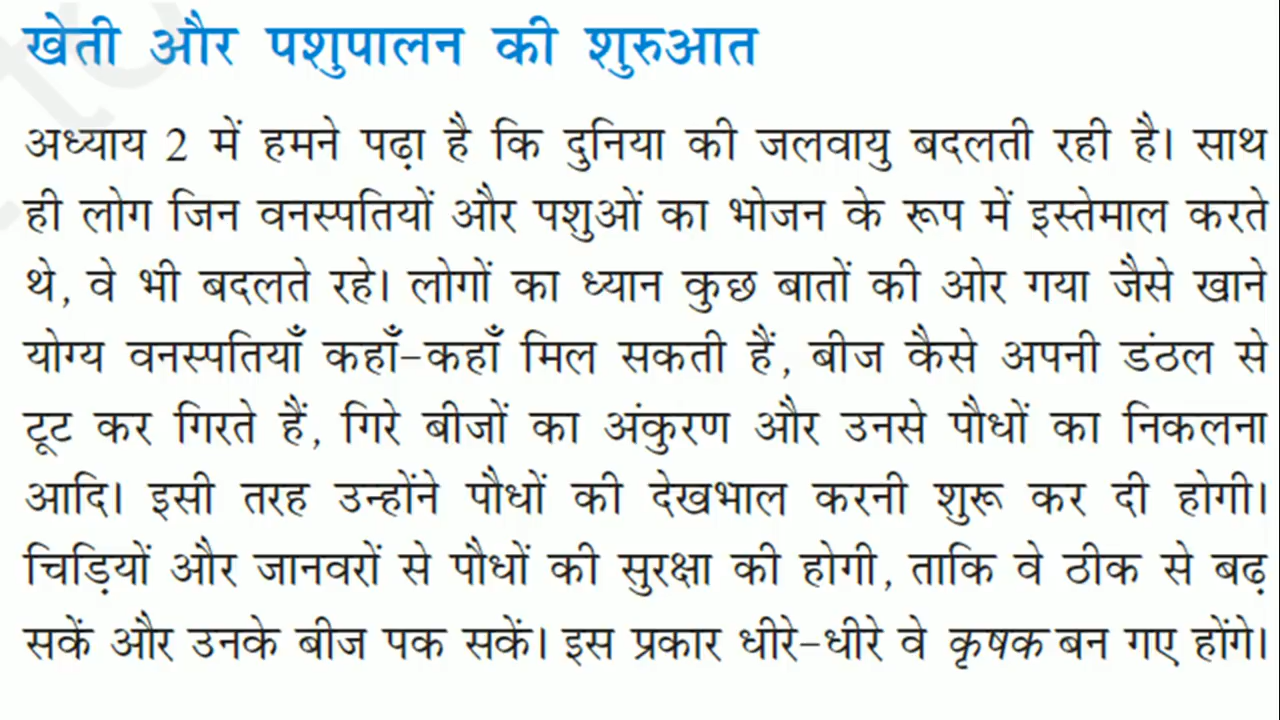 खेती और पशुपालन की शुरुआत
अध्याय 2 में हमने पढ़ा है कि दुनिया की जलवायु बदलती रही है। साथ
ही लोग जिन वनस्पतियों और पशुओं का भोजन के रूप में इस्तेमाल करते
थे, वे भी बदलते रहे। लोगों का ध्यान कुछ बातों की ओर गया जैसे खाने
योग्य वनस्पतियाँ कहाँ-कहाँ मिल सकती हैं, बीज कैसे अपनी डंठल से
टूट कर गिरते हैं, गिरे बीजों का अंकुरण और उनसे पौधों का निकलना
आदि। इसी तरह उन्होंने पौधों की देखभाल करनी शुरू कर दी होगी।
चिड़ियों और जानवरों से पौधों की सुरक्षा की होगी, ताकि वे ठीक से बढ़
सकें और उनके बीज पक सकें। इस प्रकार धीरे-धीरे वे कृषक बन गए होंगे।